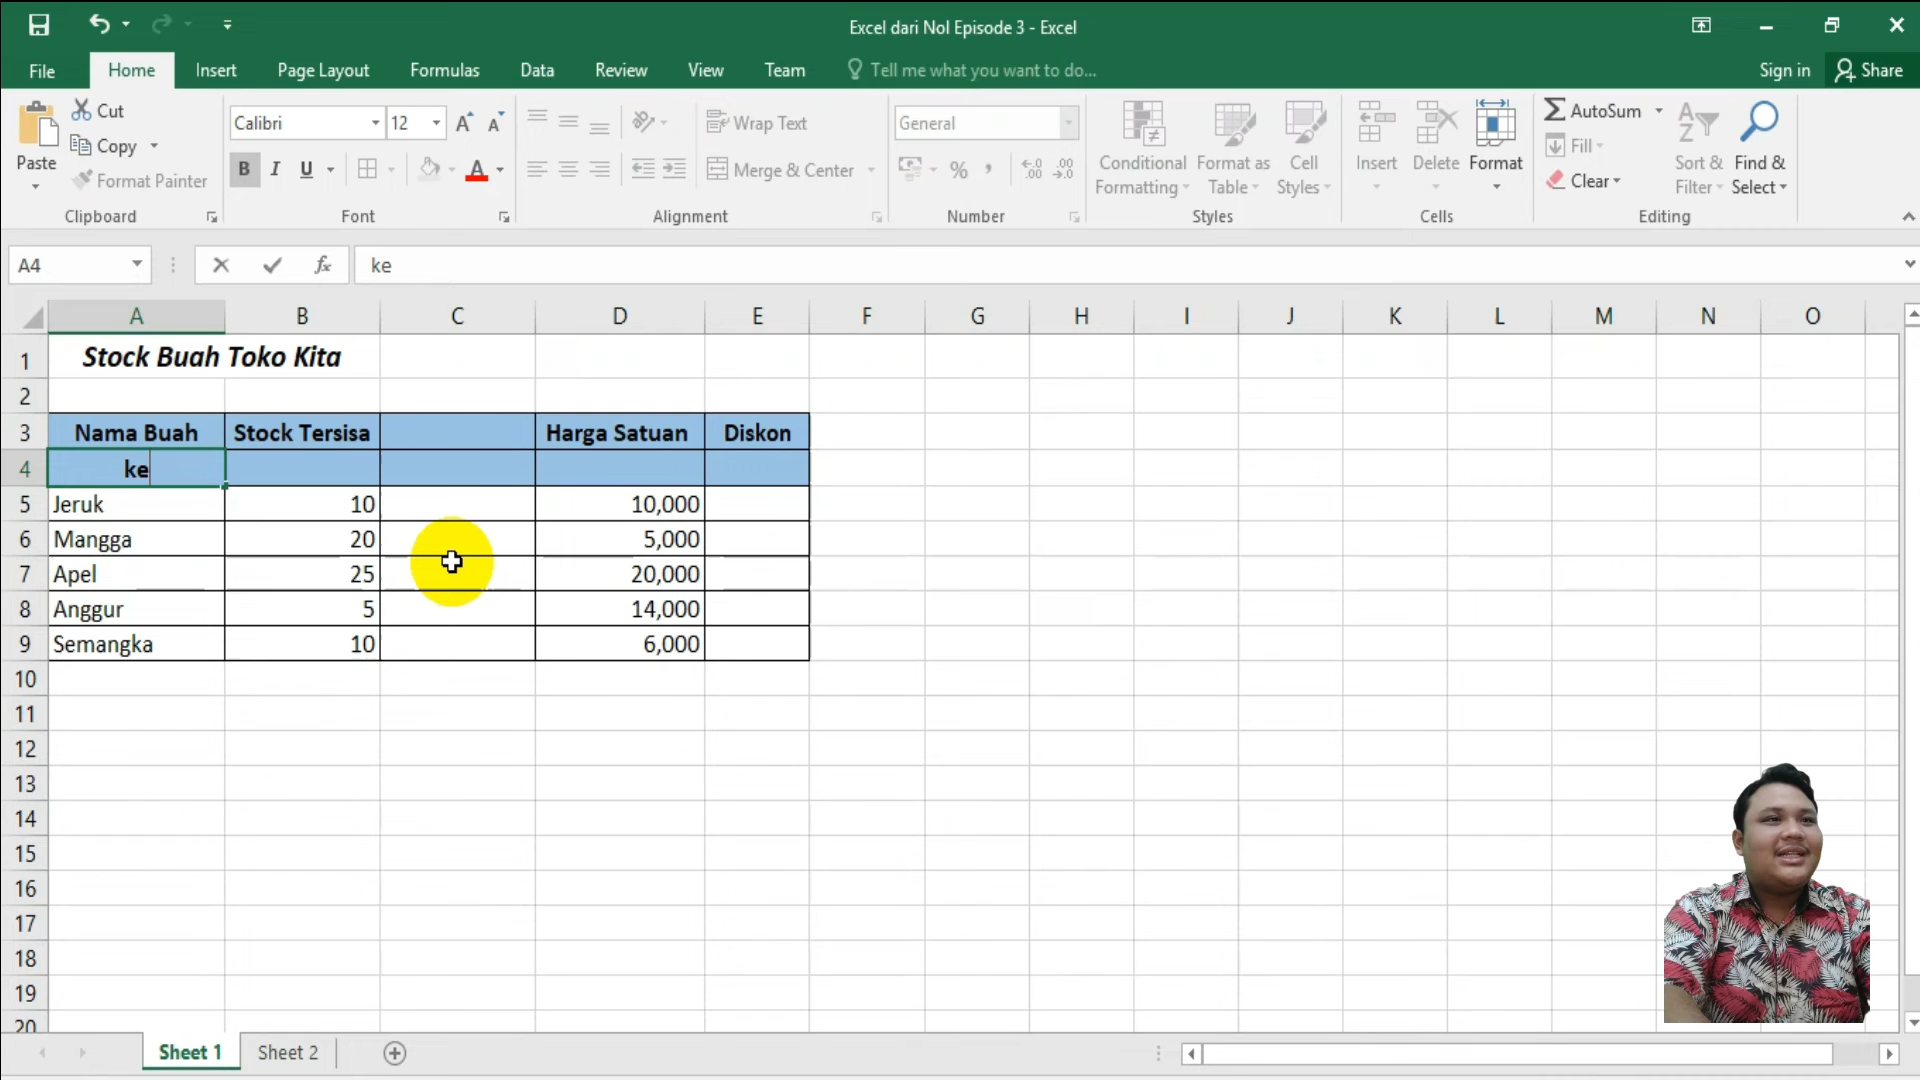 Excel dari Nol Episode 3 - Excel
File Home Insert Page Layout Formulas Data Review View Team Tell me what you want to do... Sign in Share
Paste Cut Copy Format Painter
Clipboard
Calibri 12 A A
B I U A
Font
Wrap Text
Merge & Center
Alignment
General
% ,
Number
Conditional Formatting Format as Table Cell Styles
Styles
Insert Delete Format
Cells
AutoSum Fill Clear
Sort & Filter Find & Select
Editing
A4 fx ke
A B C D E F G H I J K L M N O
1 Stock Buah Toko Kita
2
3 Nama Buah Stock Tersisa Harga Satuan Diskon
4 ke
5 Jeruk 10 10,000
6 Mangga 20 5,000
7 Apel 25 20,000
8 Anggur 5 14,000
9 Semangka 10 6,000
10
11
12
13
14
15
16
17
18
19
20
Sheet 1 Sheet 2